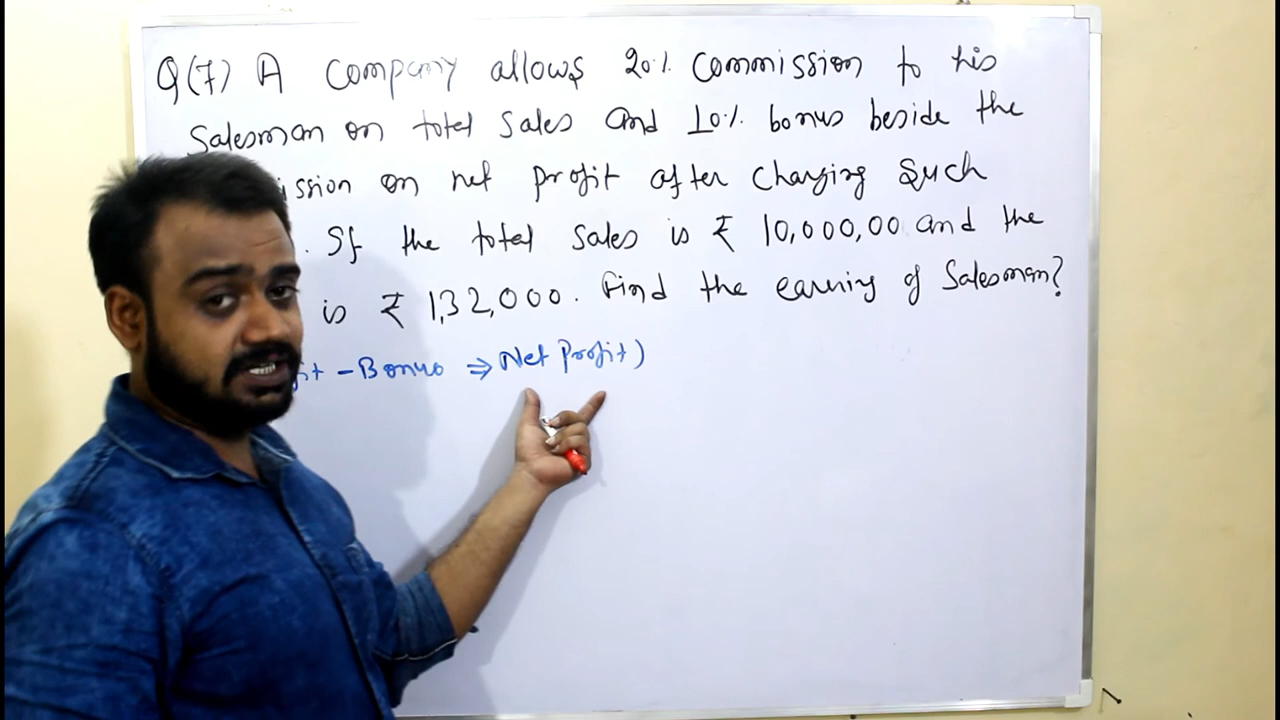 Q(7) A company allows 20% commission to his
Salesman on total sales and 10% bonus beside the
ission on net profit after charging such
. If the total sales is ₹ 10,000,00 and the
is ₹ 1,32,000. Find the earning of Salesman?
fit - Bonus ⇒ Net Profit)